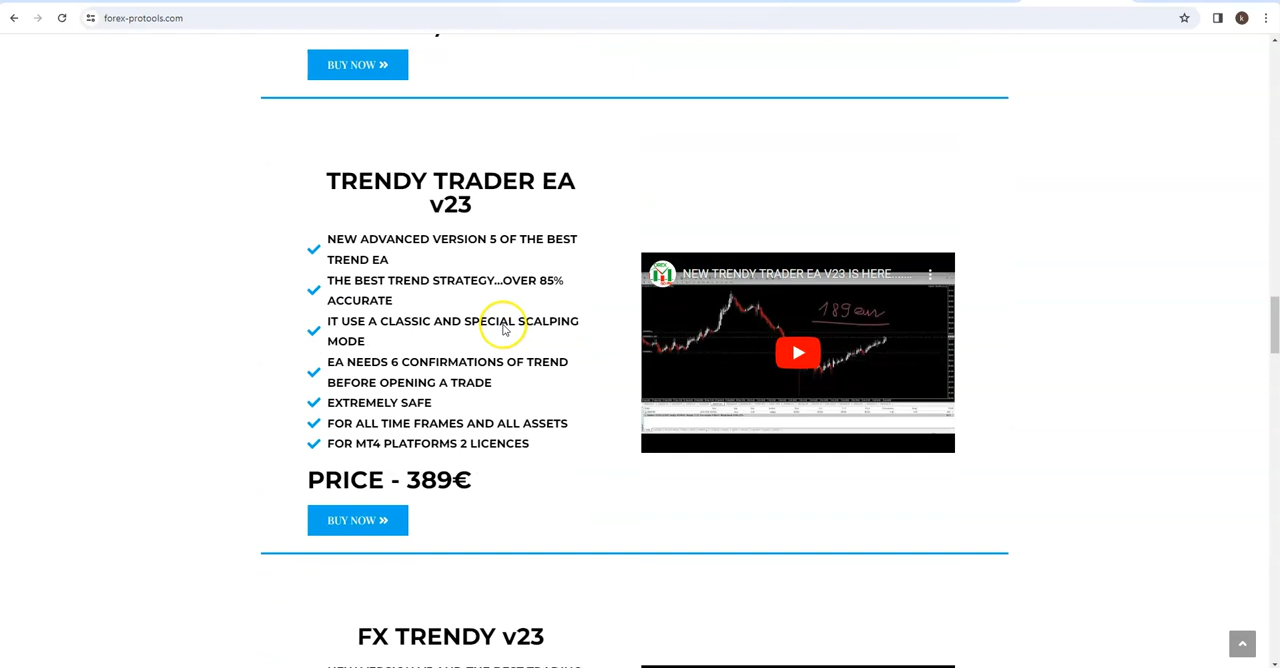 forex-protools.com
k
BUY NOW »
TRENDY TRADER EA
v23
NEW ADVANCED VERSION 5 OF THE BEST
TREND EA
THE BEST TREND STRATEGY...OVER 85%
ACCURATE
IT USE A CLASSIC AND SPECIAL SCALPING
MODE
EA NEEDS 6 CONFIRMATIONS OF TREND
BEFORE OPENING A TRADE
EXTREMELY SAFE
FOR ALL TIME FRAMES AND ALL ASSETS
FOR MT4 PLATFORMS 2 LICENCES
PRICE - 389€
BUY NOW »
NEW TRENDY TRADER EA V23 IS HERE.......
189 eur
FX TRENDY v23